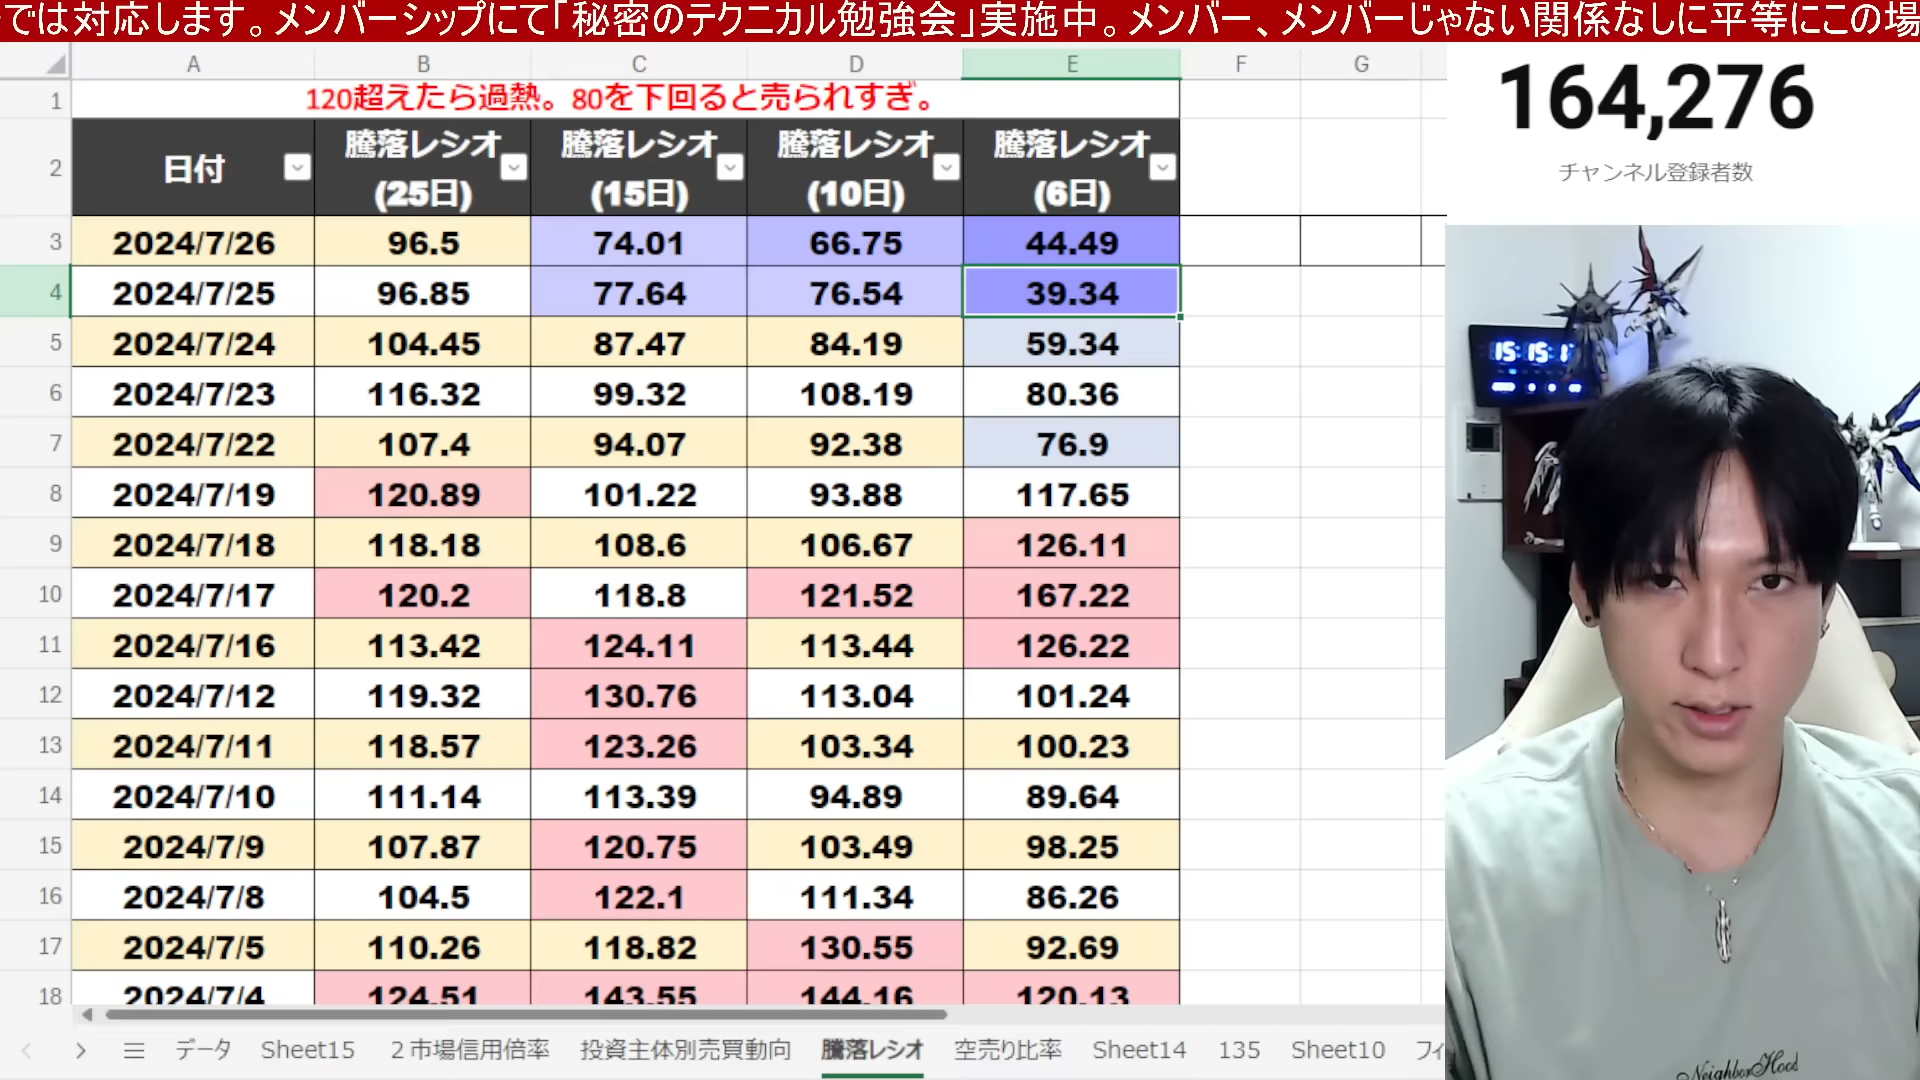 では対応します。メンバーシップにて「秘密のテクニカル勉強会」実施中。メンバー、メンバーじゃない関係なしに平等にこの場
A B C D E F G
1 120超えたら過熱。80を下回ると売られすぎ。
2 日付 騰落レシオ(25日) 騰落レシオ(15日) 騰落レシオ(10日) 騰落レシオ(6日)
3 2024/7/26 96.5 74.01 66.75 44.49
4 2024/7/25 96.85 77.64 76.54 39.34
5 2024/7/24 104.45 87.47 84.19 59.34
6 2024/7/23 116.32 99.32 108.19 80.36
7 2024/7/22 107.4 94.07 92.38 76.9
8 2024/7/19 120.89 101.22 93.88 117.65
9 2024/7/18 118.18 108.6 106.67 126.11
10 2024/7/17 120.2 118.8 121.52 167.22
11 2024/7/16 113.42 124.11 113.44 126.22
12 2024/7/12 119.32 130.76 113.04 101.24
13 2024/7/11 118.57 123.26 103.34 100.23
14 2024/7/10 111.14 113.39 94.89 89.64
15 2024/7/9 107.87 120.75 103.49 98.25
16 2024/7/8 104.5 122.1 111.34 86.26
17 2024/7/5 110.26 118.82 130.55 92.69
18 2024/7/4 124.51 143.55 144.16 120.13
データ Sheet15 2市場信用倍率 投資主体別売買動向 騰落レシオ 空売り比率 Sheet14 135 Sheet10 フィ
164,276
チャンネル登録者数
15:15:1
NeighborHood